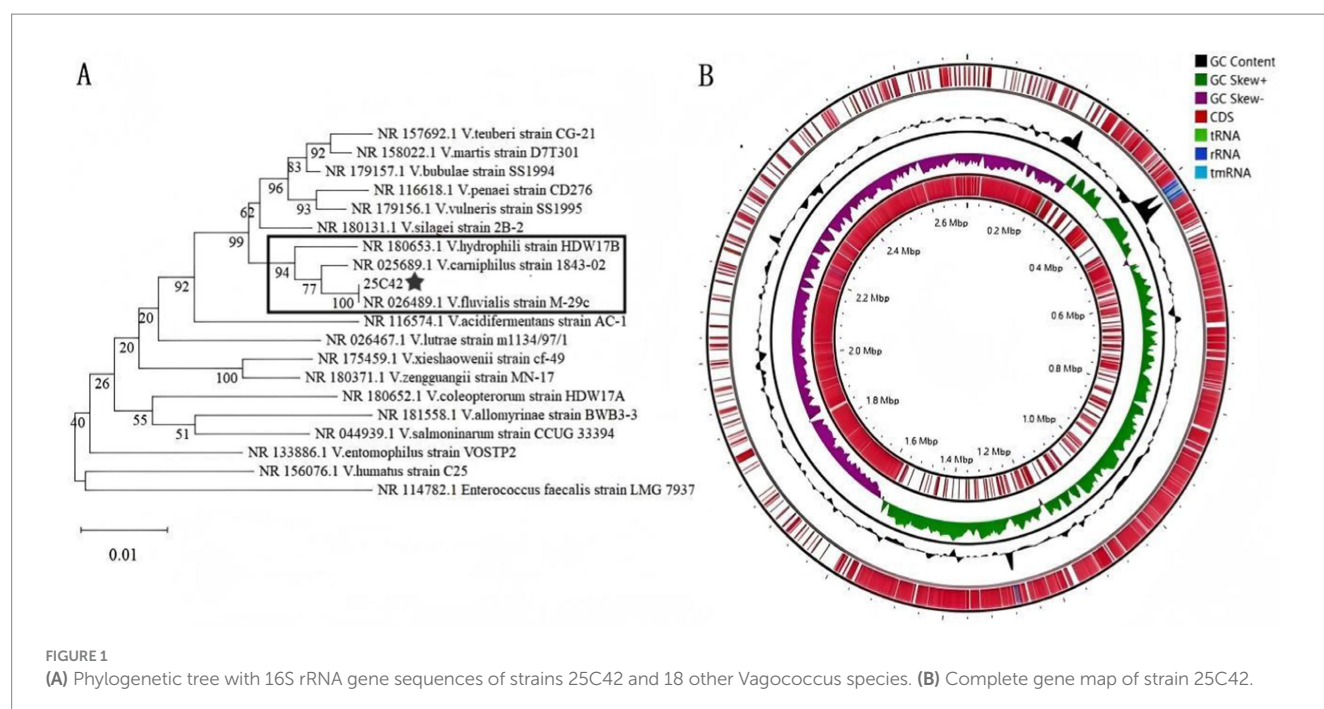 A
B
NR 157692.1 V.teuberi strain CG-21
92
NR 158022.1 V.martis strain D7T301
83
NR 179157.1 V.bubulae strain SS1994
96
NR 116618.1 V.penaei strain CD276
93
NR 179156.1 V.vulneris strain SS1995
62
NR 180131.1 V.silagei strain 2B-2
99
NR 180653.1 V.hydrophili strain HDW17B
94
NR 025689.1 V.carniphilus strain 1843-02
77
25C42
100
NR 026489.1 V.fluvialis strain M-29c
92
NR 116574.1 V.acidifermentans strain AC-1
20
NR 026467.1 V.lutrae strain m1134/97/1
20
NR 175459.1 V.xieshaowenii strain cf-49
100
NR 180371.1 V.zengguangii strain MN-17
26
NR 180652.1 V.coleopterorum strain HDW17A
55
NR 181558.1 V.allomyrinae strain BWB3-3
51
NR 044939.1 V.salmoninarum strain CCUG 33394
40
NR 133886.1 V.entomophilus strain VOSTP2
NR 156076.1 V.humatus strain C25
NR 114782.1 Enterococcus faecalis strain LMG 7937
0.01
GC Content
GC Skew+
GC Skew-
CDS
tRNA
rRNA
tmRNA
0.2 Mbp
0.4 Mbp
0.6 Mbp
0.8 Mbp
1.0 Mbp
1.2 Mbp
1.4 Mbp
1.6 Mbp
1.8 Mbp
2.0 Mbp
2.2 Mbp
2.4 Mbp
2.6 Mbp
FIGURE 1
(A) Phylogenetic tree with 16S rRNA gene sequences of strains 25C42 and 18 other Vagococcus species. (B) Complete gene map of strain 25C42.